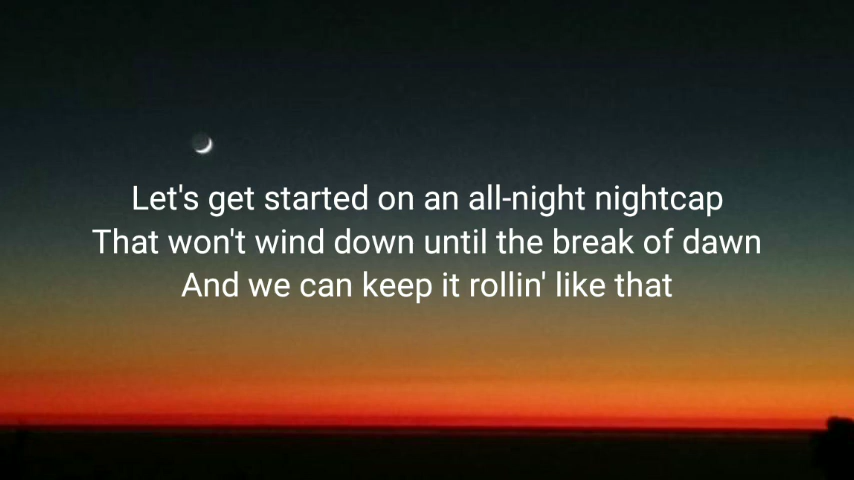 Let's get started on an all-night nightcap
That won't wind down until the break of dawn
And we can keep it rollin' like that